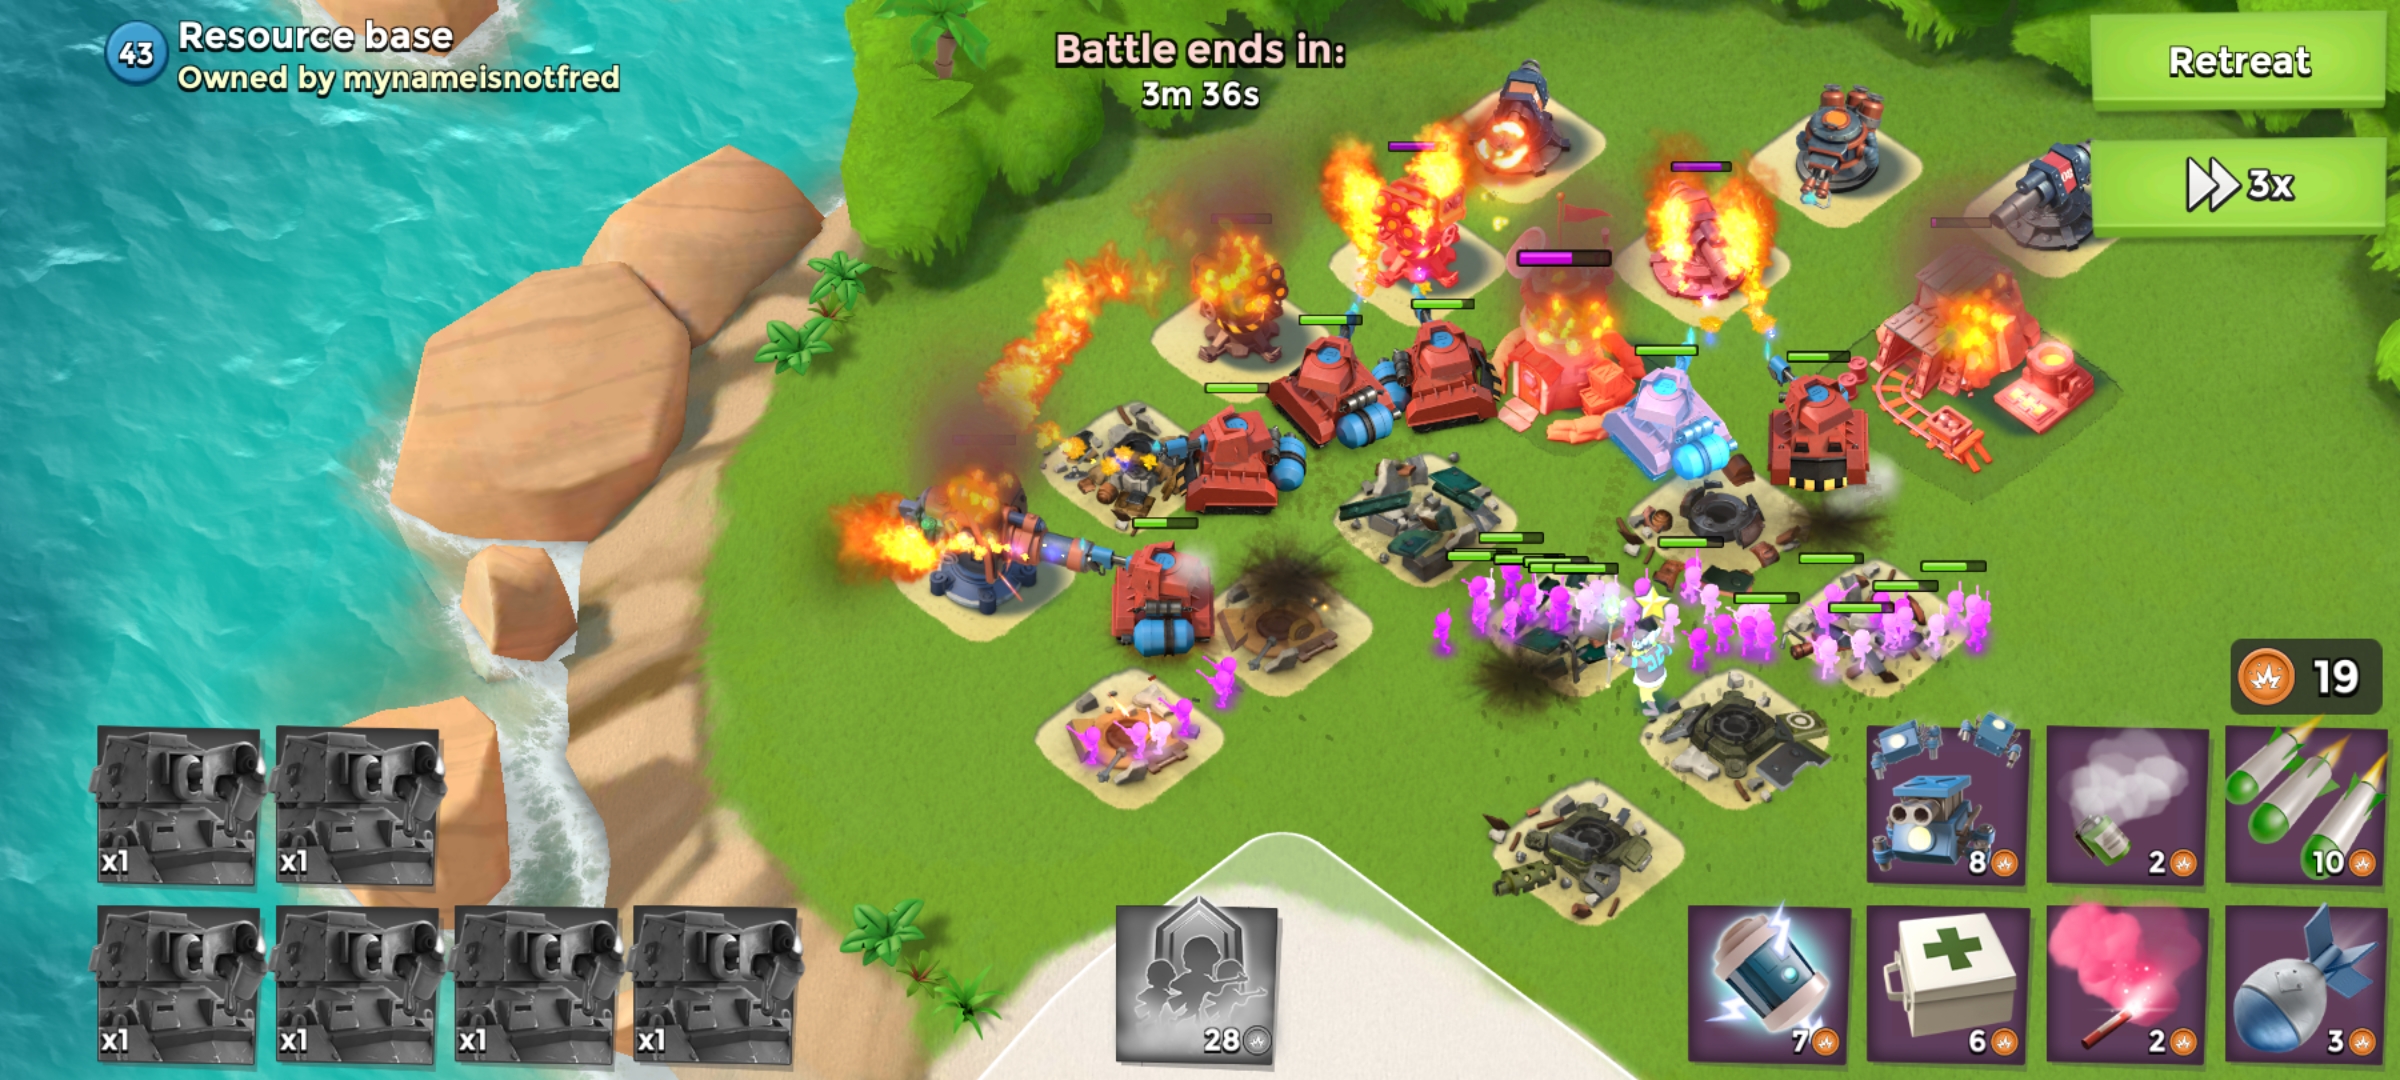 43
Resource base
Owned by mynameisnotfred
Battle ends in:
3m 36s
Retreat
3x
19
x1
x1
8
2
10
x1
x1
x1
x1
28
7
6
2
3